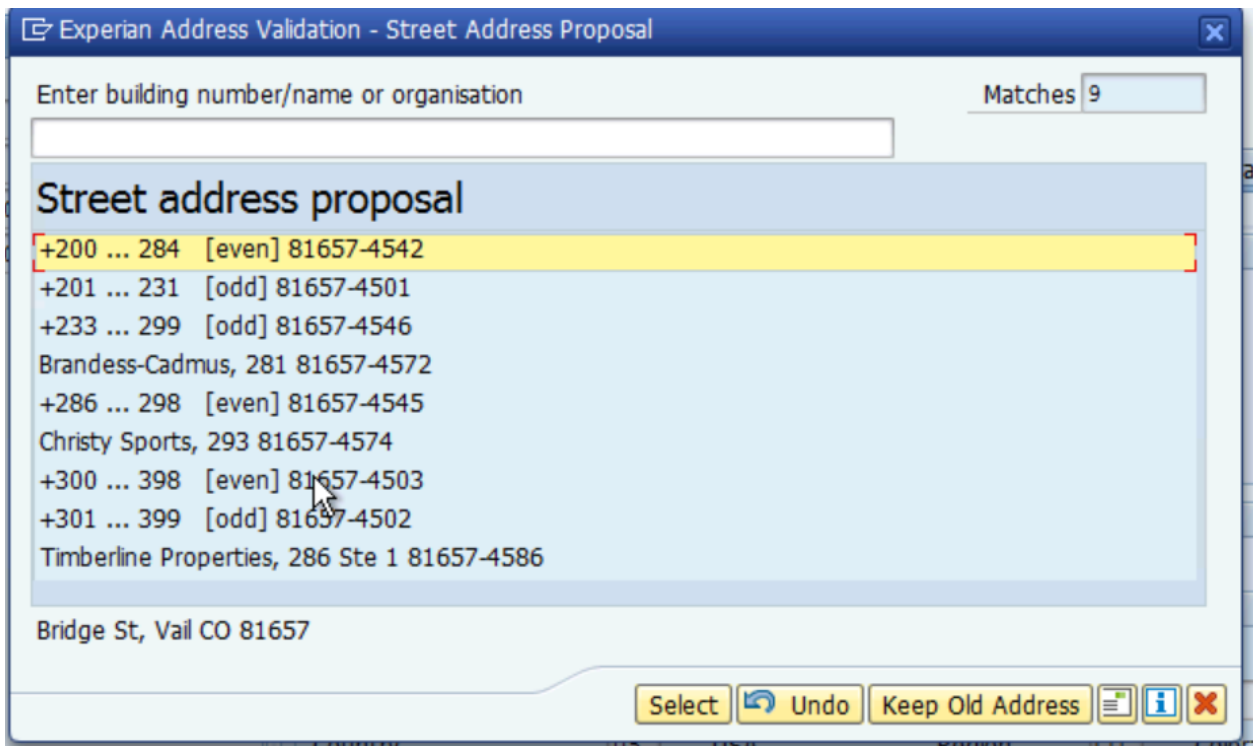 Experian Address Validation - Street Address Proposal
Enter building number/name or organisation
Matches 9
Street address proposal
+200 ... 284 [even] 81657-4542
+201 ... 231 [odd] 81657-4501
+233 ... 299 [odd] 81657-4546
Brandess-Cadmus, 281 81657-4572
+286 ... 298 [even] 81657-4545
Christy Sports, 293 81657-4574
+300 ... 398 [even] 81657-4503
+301 ... 399 [odd] 81657-4502
Timberline Properties, 286 Ste 1 81657-4586
Bridge St, Vail CO 81657
Select Undo Keep Old Address